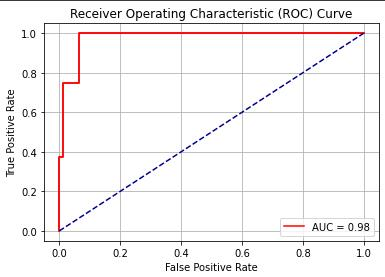 Receiver Operating Characteristic (ROC) Curve
1.0
0.8
0.6
0.4
0.2
0.0
True Positive Rate
AUC = 0.98
0.0 0.2 0.4 0.6 0.8 1.0
False Positive Rate